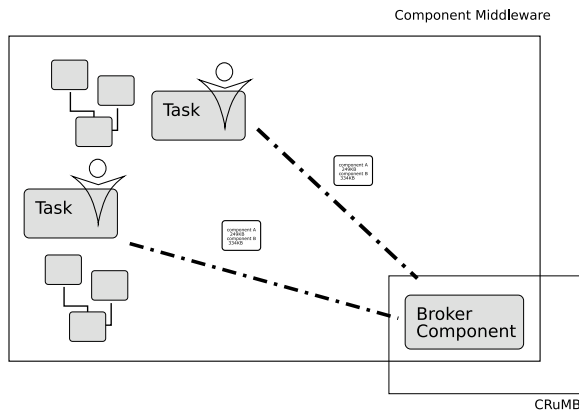 Component Middleware
Task
component A
249KB
component B
334KB
Task
component A
249KB
component B
334KB
Broker
Component
CRuMB